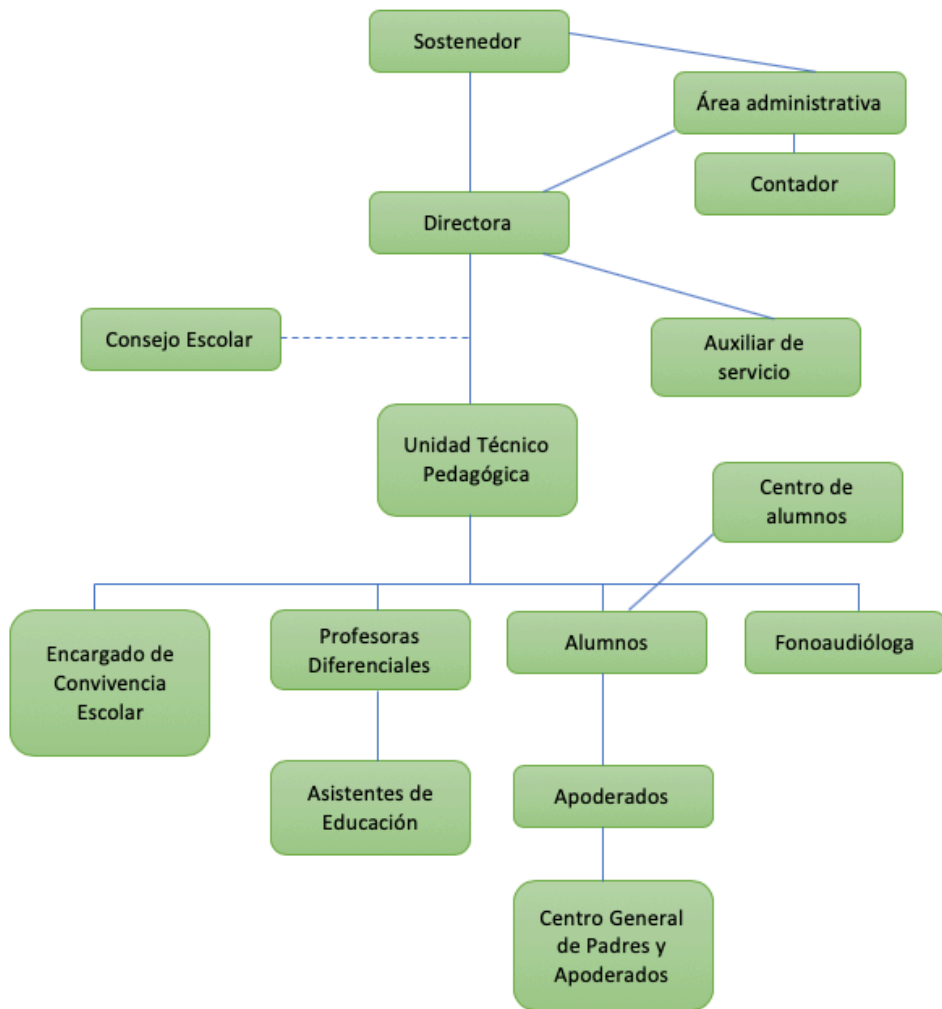 Sostenedor
Área administrativa
Contador
Directora
Consejo Escolar
Auxiliar de
servicio
Unidad Técnico
Pedagógica
Centro de
alumnos
Encargado de
Convivencia
Escolar
Profesoras
Diferenciales
Alumnos
Fonoaudióloga
Asistentes de
Educación
Apoderados
Centro General
de Padres y
Apoderados